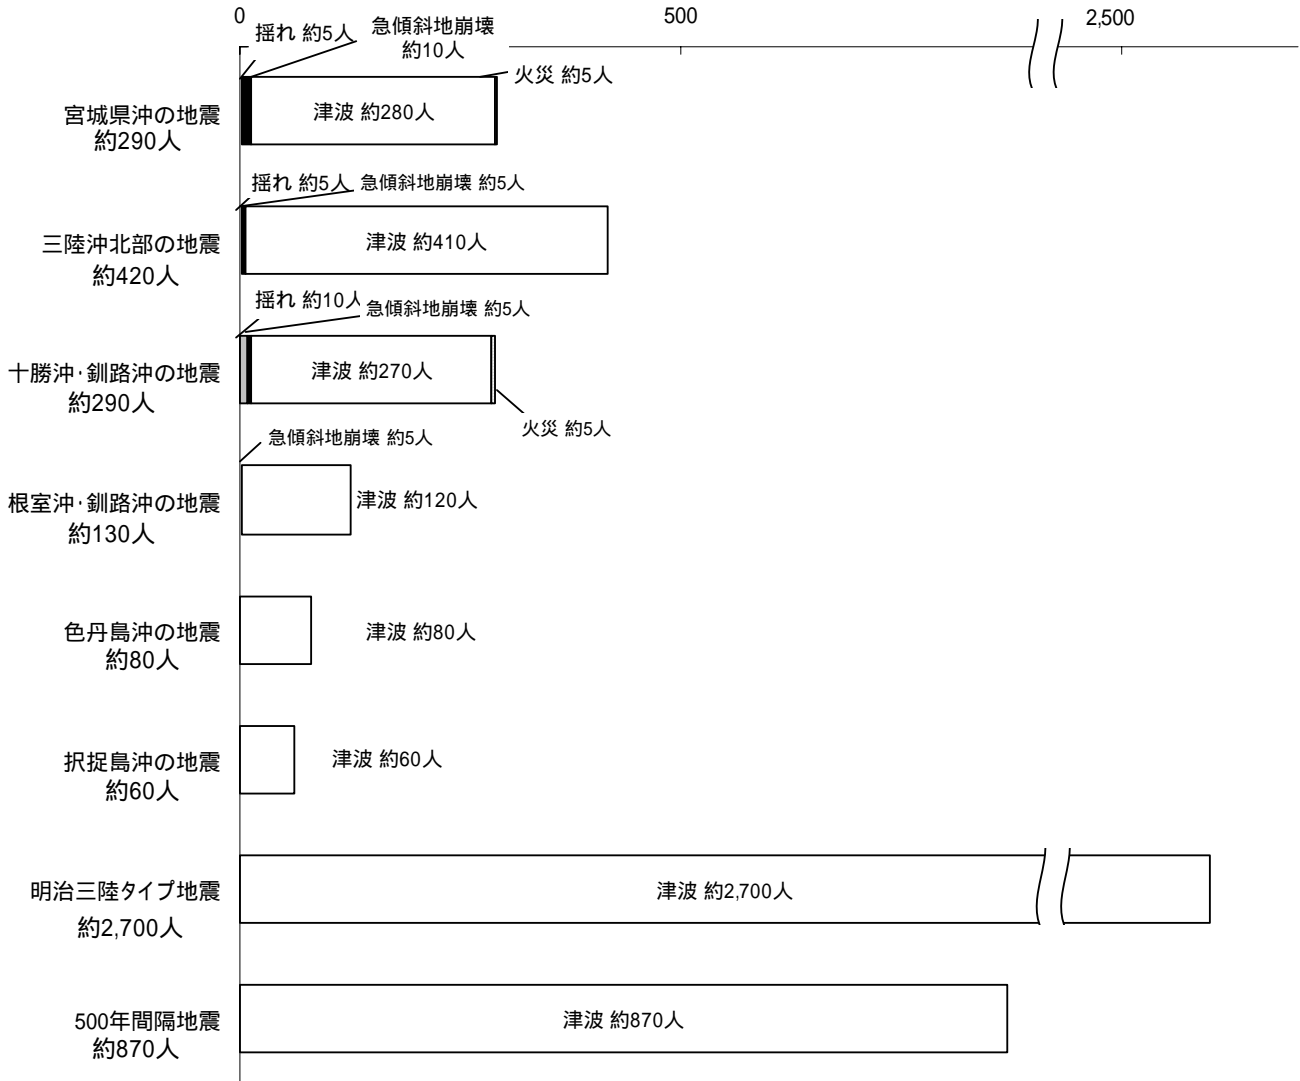 0
500
2,500
揺れ 約5人
急傾斜地崩壊
約10人
火災 約5人
宮城県沖の地震
約290人
津波 約280人
揺れ 約5人
急傾斜地崩壊 約5人
三陸沖北部の地震
約420人
津波 約410人
揺れ 約10人
急傾斜地崩壊 約5人
十勝沖・釧路沖の地震
約290人
津波 約270人
火災 約5人
急傾斜地崩壊 約5人
根室沖・釧路沖の地震
約130人
津波 約120人
色丹島沖の地震
約80人
津波 約80人
択捉島沖の地震
約60人
津波 約60人
明治三陸タイプ地震
約2,700人
津波 約2,700人
500年間隔地震
約870人
津波 約870人